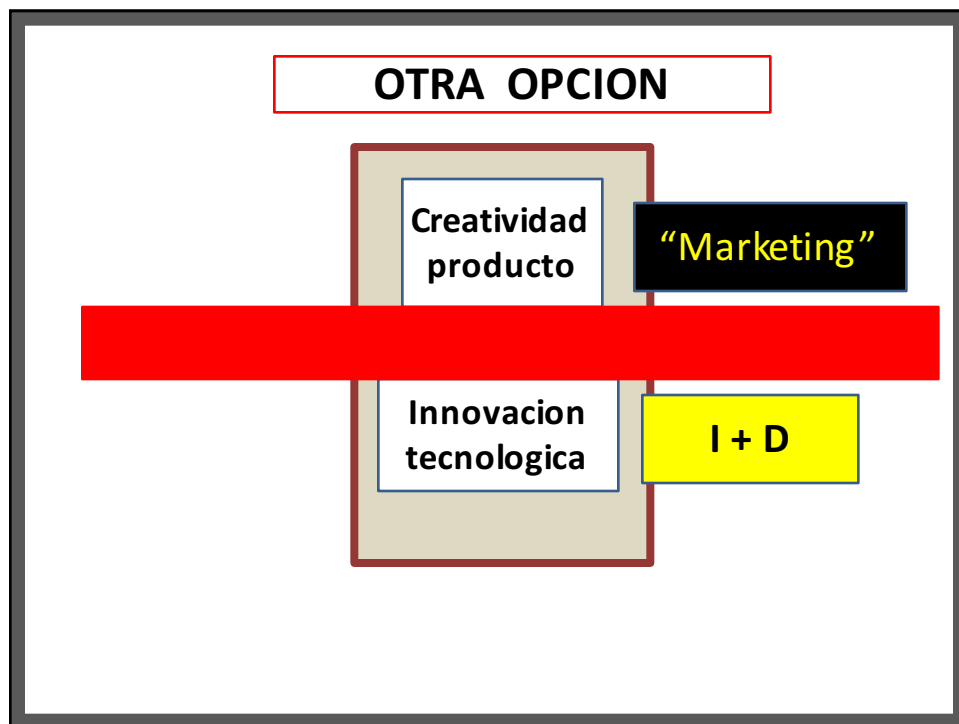 OTRA OPCION
Creatividad
producto
“Marketing”
Innovacion
tecnologica
I + D